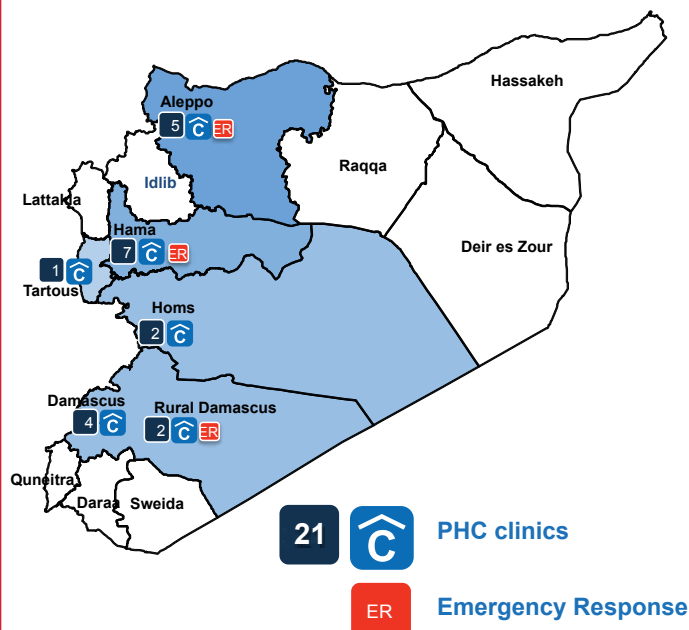 Hassakeh
Aleppo
5 C ER
Raqqa
Idlib
Lattakia
Hama
7 C ER
Deir es Zour
1 C
Tartous
Homs
2 C
Damascus
4 C
Rural Damascus
2 C ER
Quneitra
Daraa
Sweida
21 C PHC clinics
ER Emergency Response